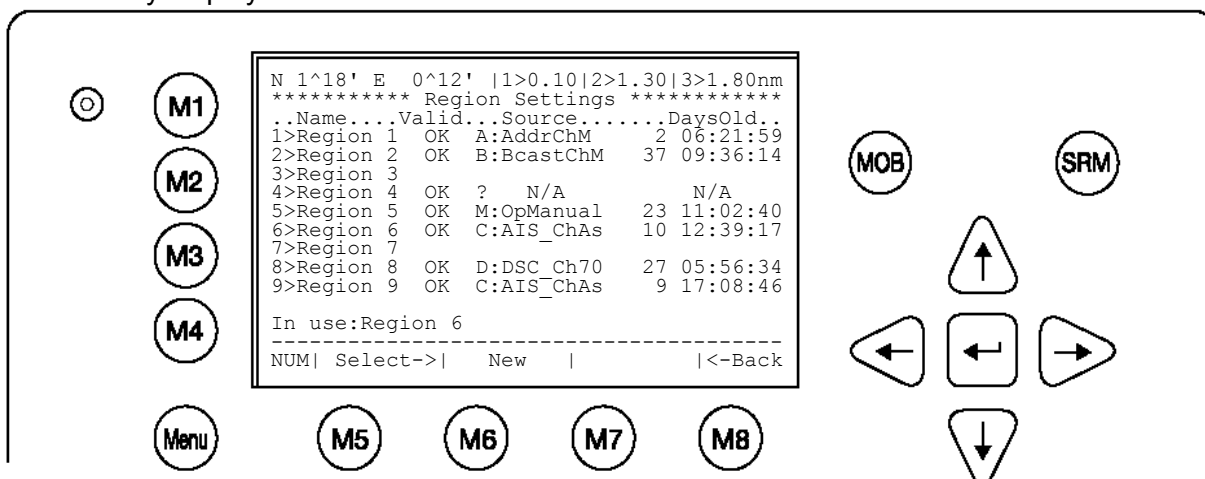 N 1^18' E  0^12' |1>0.10|2>1.30|3>1.80nm
*********** Region Settings ************
..Name....Valid...Source.......DaysOld..
1>Region 1  OK  A:AddrChM     2 06:21:59
2>Region 2  OK  B:BcastChM   37 09:36:14
3>Region 3
4>Region 4  OK  ?   N/A          N/A
5>Region 5  OK  M:OpManual   23 11:02:40
6>Region 6  OK  C:AIS_ChAs   10 12:39:17
7>Region 7
8>Region 8  OK  D:DSC_Ch70   27 05:56:34
9>Region 9  OK  C:AIS_ChAs    9 17:08:46
In use:Region 6
----------------------------------------
NUM| Select->|   New   |         |<-Back
M1
M2
M3
M4
MOB
SRM
Menu
M5
M6
M7
M8